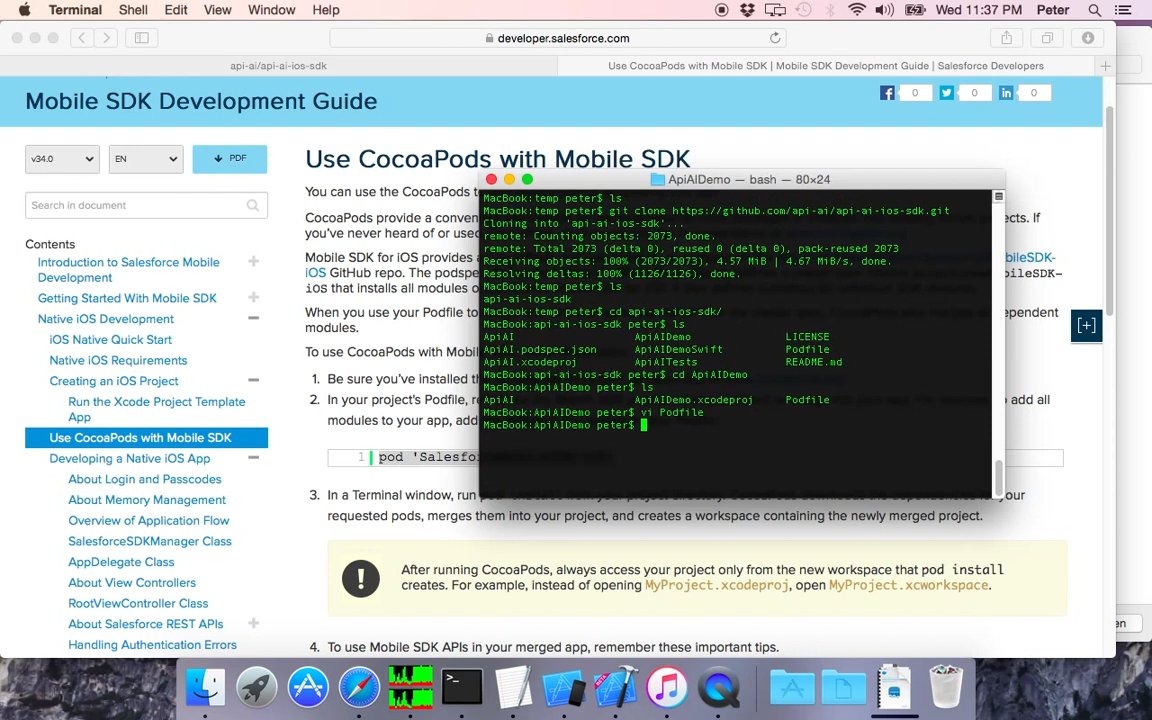 Terminal Shell Edit View Window Help Wed 11:37 PM Peter
developer.salesforce.com
api-ai/api-ai-ios-sdk Use CocoaPods with Mobile SDK | Mobile SDK Development Guide | Salesforce Developers
Mobile SDK Development Guide
0 0 0
v34.0 EN PDF
Search in document
Contents
Introduction to Salesforce Mobile
Development
Getting Started With Mobile SDK
Native iOS Development
iOS Native Quick Start
Native iOS Requirements
Creating an iOS Project
Run the Xcode Project Template
App
Use CocoaPods with Mobile SDK
Developing a Native iOS App
About Login and Passcodes
About Memory Management
Overview of Application Flow
SalesforceSDKManager Class
AppDelegate Class
About View Controllers
RootViewController Class
About Salesforce REST APIs
Handling Authentication Errors
Use CocoaPods with Mobile SDK
You can use the CocoaPods t
CocoaPods provide a conven
ects. If
you've never heard of or used
Mobile SDK for iOS provides
bileSDK-
iOS GitHub repo. The podspe
ileSDK-
iOS that installs all modules o
When you use your Podfile to
ependent
modules.
To use CocoaPods with Mobil
1. Be sure you've installed th
2. In your project's Podfile, re
o add all
modules to your app, add
1 pod 'Salesfo
3. In a Terminal window, run
your
requested pods, merges them into your project, and creates a workspace containing the newly merged project.
After running CocoaPods, always access your project only from the new workspace that pod install
creates. For example, instead of opening MyProject.xcodeproj, open MyProject.xcworkspace.
4. To use Mobile SDK APIs in your merged app, remember these important tips.
[+]
en
ApiAIDemo — bash — 80×24
MacBook:temp peter$ ls
MacBook:temp peter$ git clone https://github.com/api-ai/api-ai-ios-sdk.git
Cloning into 'api-ai-ios-sdk'...
remote: Counting objects: 2073, done.
remote: Total 2073 (delta 0), reused 0 (delta 0), pack-reused 2073
Receiving objects: 100% (2073/2073), 4.57 MiB | 4.67 MiB/s, done.
Resolving deltas: 100% (1126/1126), done.
MacBook:temp peter$ ls
api-ai-ios-sdk
MacBook:temp peter$ cd api-ai-ios-sdk/
MacBook:api-ai-ios-sdk peter$ ls
ApiAI ApiAIDemo LICENSE
ApiAI.podspec.json ApiAIDemoSwift Podfile
ApiAI.xcodeproj ApiAITests README.md
MacBook:api-ai-ios-sdk peter$ cd ApiAIDemo
MacBook:ApiAIDemo peter$ ls
ApiAI ApiAIDemo.xcodeproj Podfile
MacBook:ApiAIDemo peter$ vi Podfile
MacBook:ApiAIDemo peter$